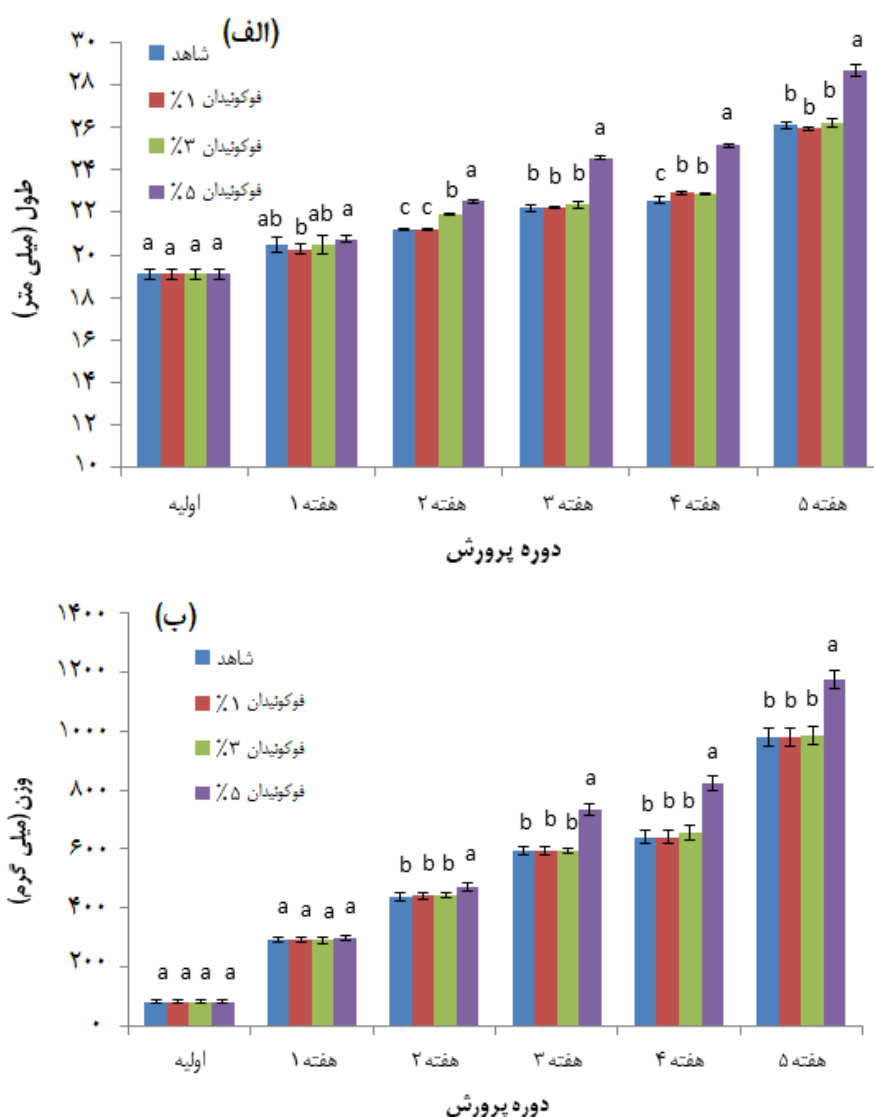 (الف)
طول (میلی متر)
۳۰
۲۸
۲۶
۲۴
۲۲
۲۰
۱۸
۱۶
۱۴
۱۲
۱۰
شاهد
فوکوئیدان ۱٪
فوکوئیدان ۳٪
فوکوئیدان ۵٪
a a a a
ab b ab a
c c b a
b b b a
c b b a
b b b a
اولیه هفته ۱ هفته ۲ هفته ۳ هفته ۴ هفته ۵
دوره پرورش
(ب)
وزن (میلی گرم)
۱۴۰۰
۱۲۰۰
۱۰۰۰
۸۰۰
۶۰۰
۴۰۰
۲۰۰
۰
شاهد
فوکوئیدان ۱٪
فوکوئیدان ۳٪
فوکوئیدان ۵٪
a a a a
a a a a
b b b a
b b b a
b b b a
b b b a
اولیه هفته ۱ هفته ۲ هفته ۳ هفته ۴ هفته ۵
دوره پرورش